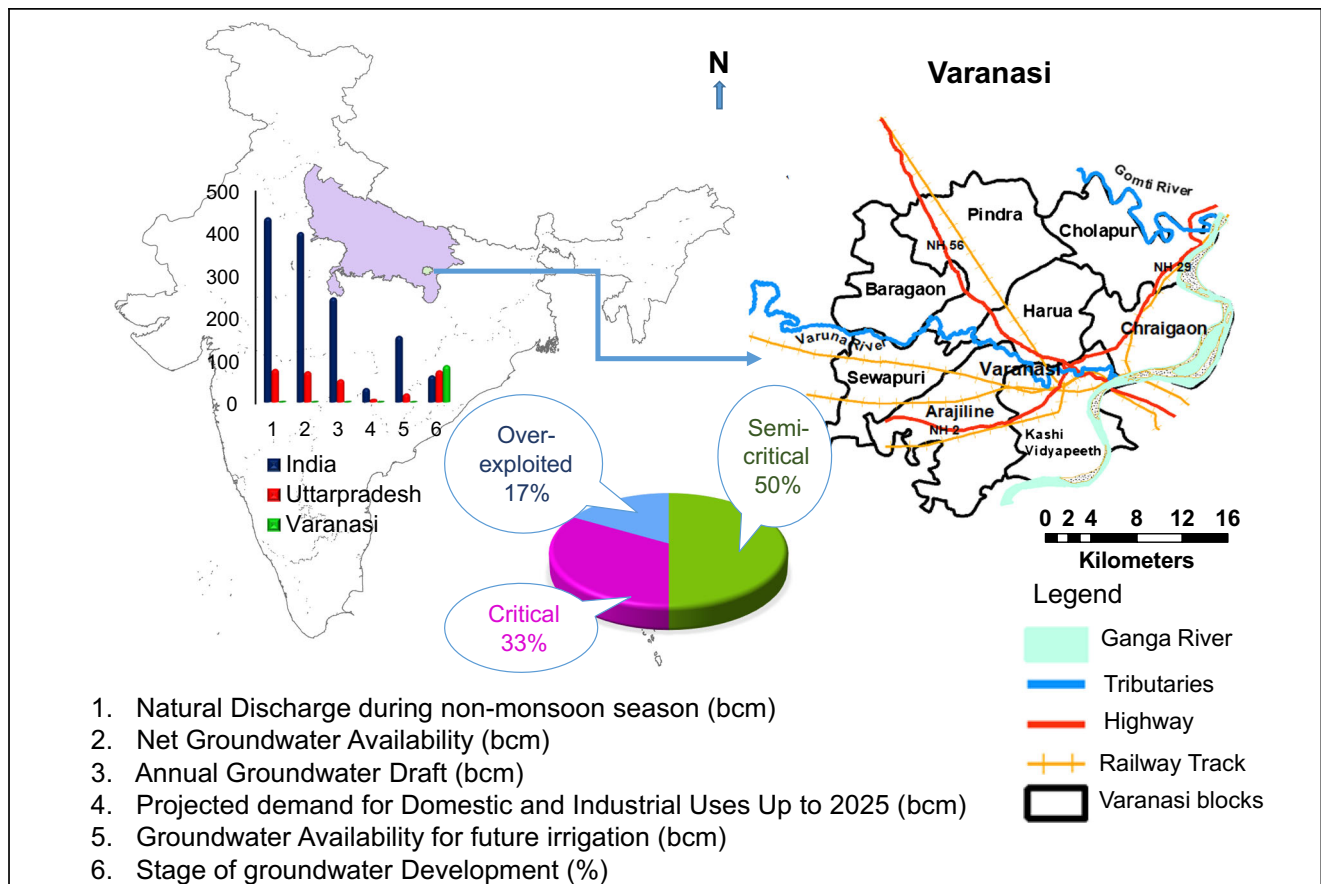 N
Varanasi
500
400
300
200
100
0
1 2 3 4 5 6
India
Uttarpradesh
Varanasi
Over-
exploited
17%
Semi-
critical
50%
Critical
33%
Gomti River
Pindra
Cholapur
NH 56
NH 29
Baragaon
Harua
Chraigaon
Varuna River
Varanasi
Sewapuri
Arajiline
NH 2
Kashi
Vidyapeeth
0 2 4 8 12 16
Kilometers
Legend
Ganga River
Tributaries
Highway
Railway Track
Varanasi blocks
1. Natural Discharge during non-monsoon season (bcm)
2. Net Groundwater Availability (bcm)
3. Annual Groundwater Draft (bcm)
4. Projected demand for Domestic and Industrial Uses Up to 2025 (bcm)
5. Groundwater Availability for future irrigation (bcm)
6. Stage of groundwater Development (%)